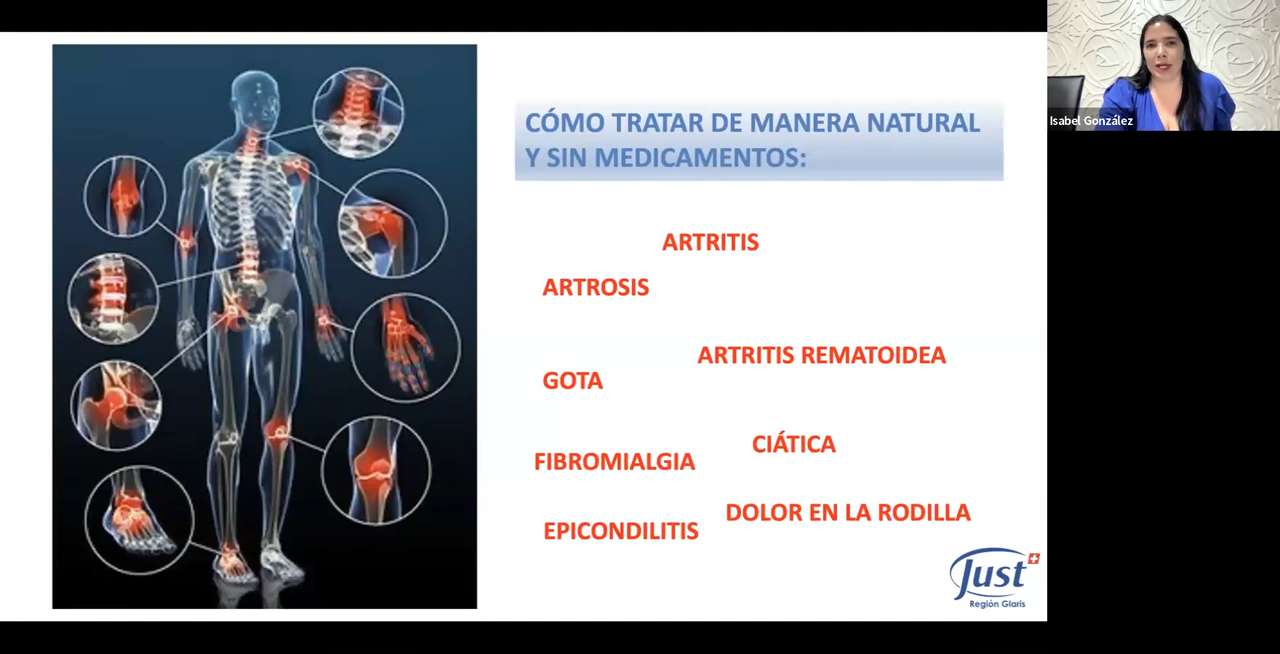 CÓMO TRATAR DE MANERA NATURAL
Y SIN MEDICAMENTOS:
ARTRITIS
ARTROSIS
ARTRITIS REMATOIDEA
GOTA
CIÁTICA
FIBROMIALGIA
DOLOR EN LA RODILLA
EPICONDILITIS
Just
Región Glaris
Isabel González